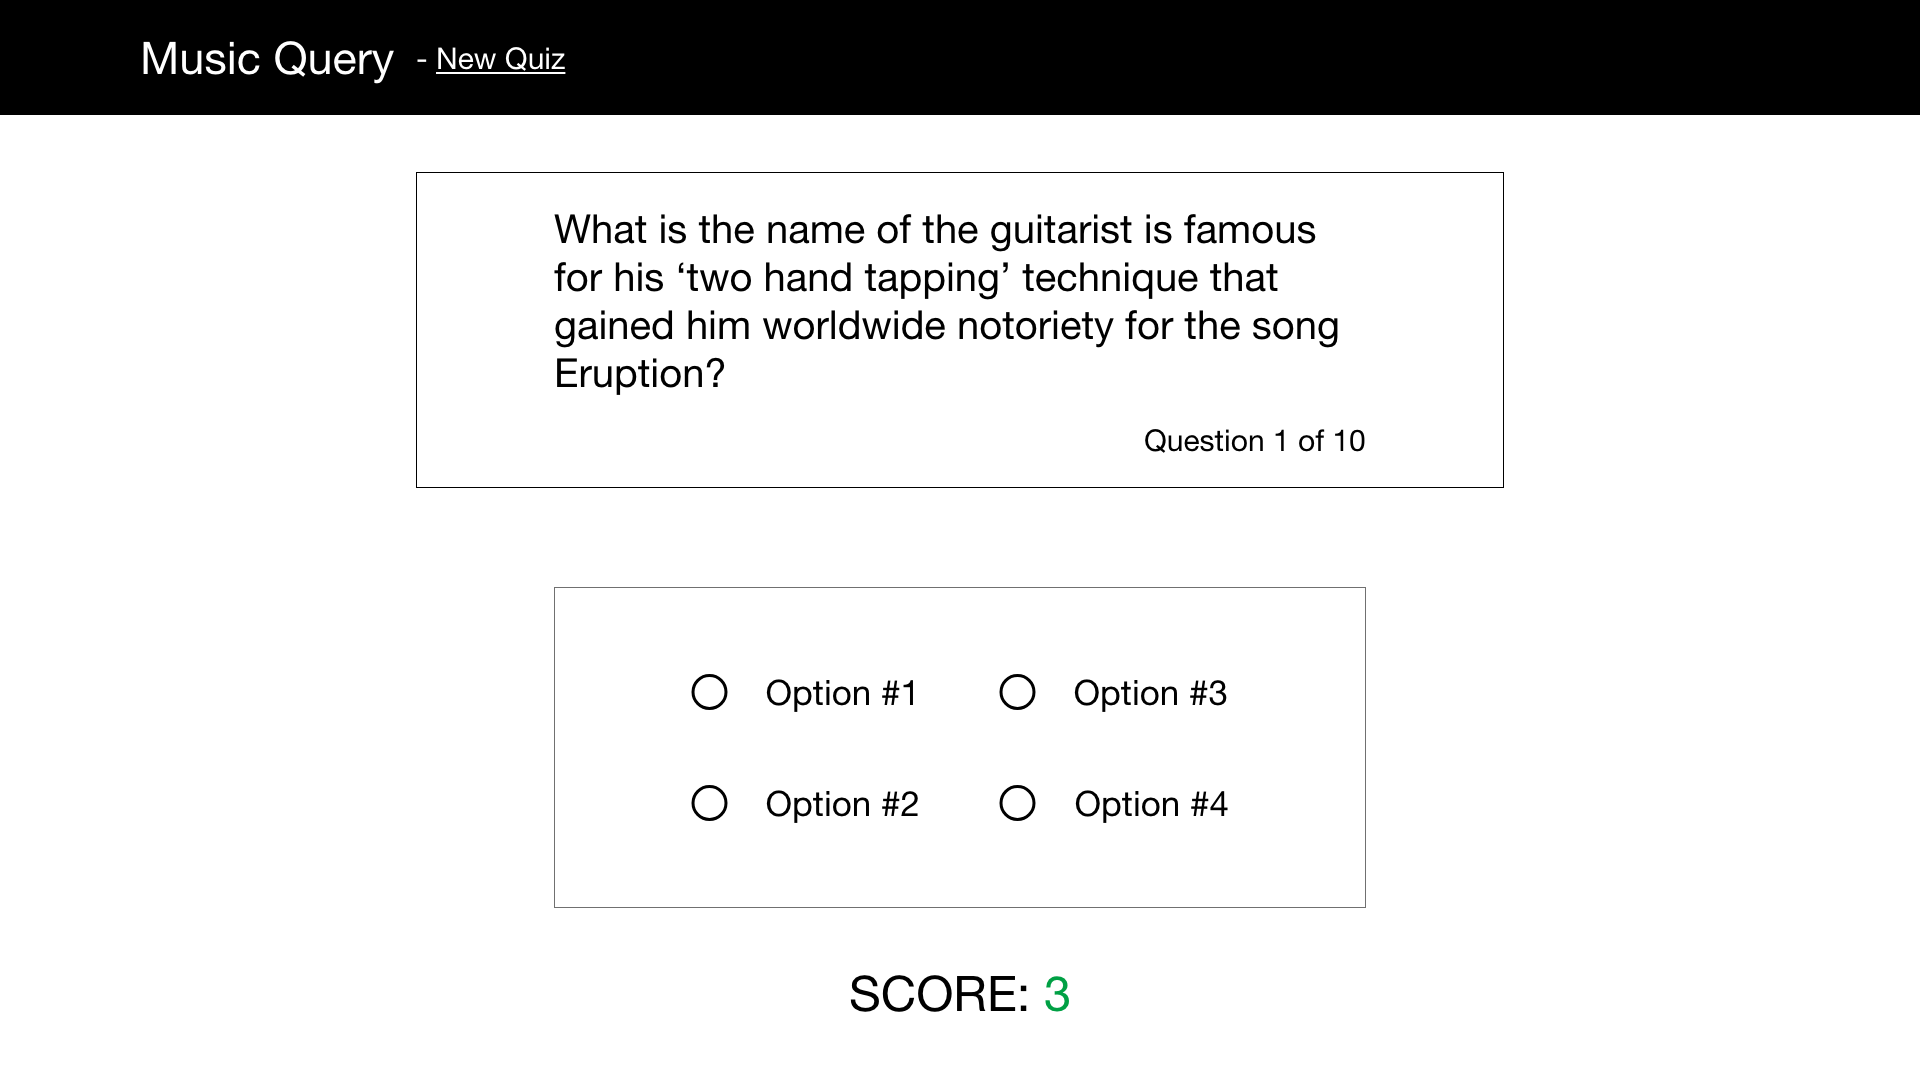 Music Query - New Quiz
What is the name of the guitarist is famous
for his ‘two hand tapping’ technique that
gained him worldwide notoriety for the song
Eruption?
Question 1 of 10
Option #1
Option #3
Option #2
Option #4
SCORE: 3